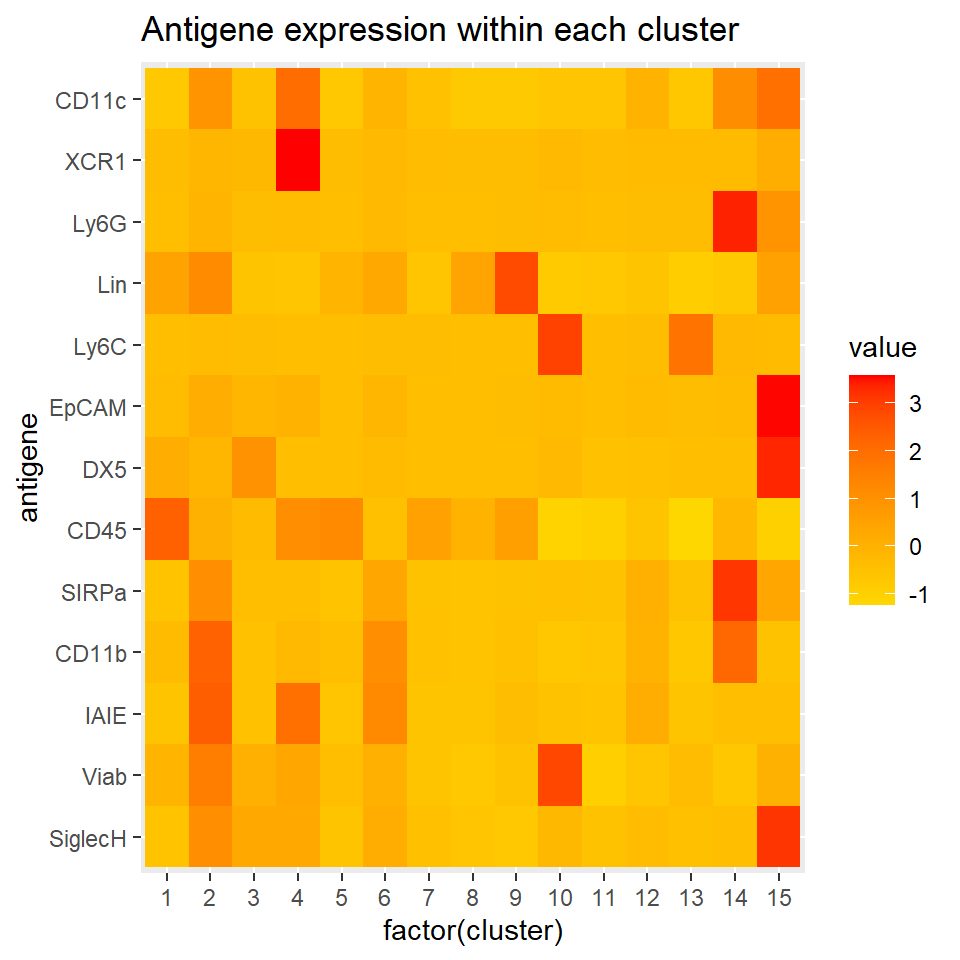 Antigene expression within each cluster
CD11c
XCR1
Ly6G
Lin
Ly6C
EpCAM
DX5
CD45
SIRPa
CD11b
IAIE
Viab
SiglecH
antigene
1 2 3 4 5 6 7 8 9 10 11 12 13 14 15
factor(cluster)
value
3
2
1
0
-1